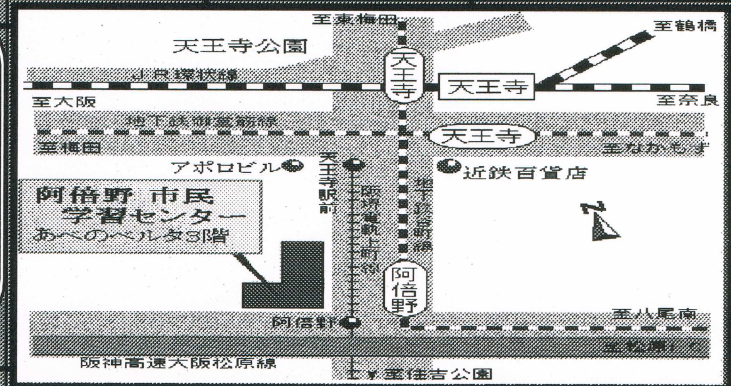 至東梅田
至鶴橋
天王寺公園
天王寺
JR環状線
天王寺
至大阪
至奈良
地下鉄御堂筋線
天王寺
至梅田
至なかもず
アポロビル
天王寺駅前
近鉄百貨店
阿倍野 市民
学習センター
あべのベルタ3階
阪堺電軌上町線
地下鉄谷町線
N
阿倍野
至八尾南
阿倍野
阪神高速大阪松原線
至住吉公園